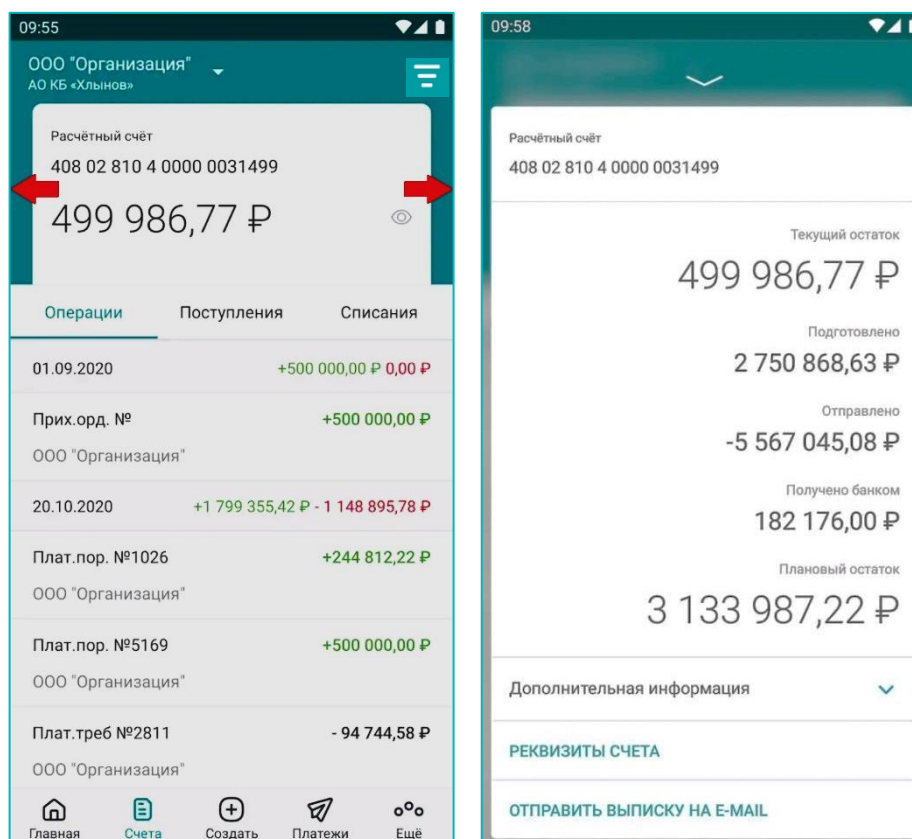 09:55
ООО "Организация"
АО КБ «Хлынов»
Расчётный счёт
408 02 810 4 0000 0031499
499 986,77 ₽
Операции Поступления Списания
01.09.2020 +500 000,00 ₽ 0,00 ₽
Прих.орд. № +500 000,00 ₽
ООО "Организация"
20.10.2020 +1 799 355,42 ₽ - 1 148 895,78 ₽
Плат.пор. №1026 +244 812,22 ₽
ООО "Организация"
Плат.пор. №5169 +500 000,00 ₽
ООО "Организация"
Плат.треб №2811 - 94 744,58 ₽
ООО "Организация"
Главная Счета Создать Платежи Ещё
09:58
Расчётный счёт
408 02 810 4 0000 0031499
Текущий остаток
499 986,77 ₽
Подготовлено
2 750 868,63 ₽
Отправлено
-5 567 045,08 ₽
Получено банком
182 176,00 ₽
Плановый остаток
3 133 987,22 ₽
Дополнительная информация
РЕКВИЗИТЫ СЧЕТА
ОТПРАВИТЬ ВЫПИСКУ НА E-MAIL